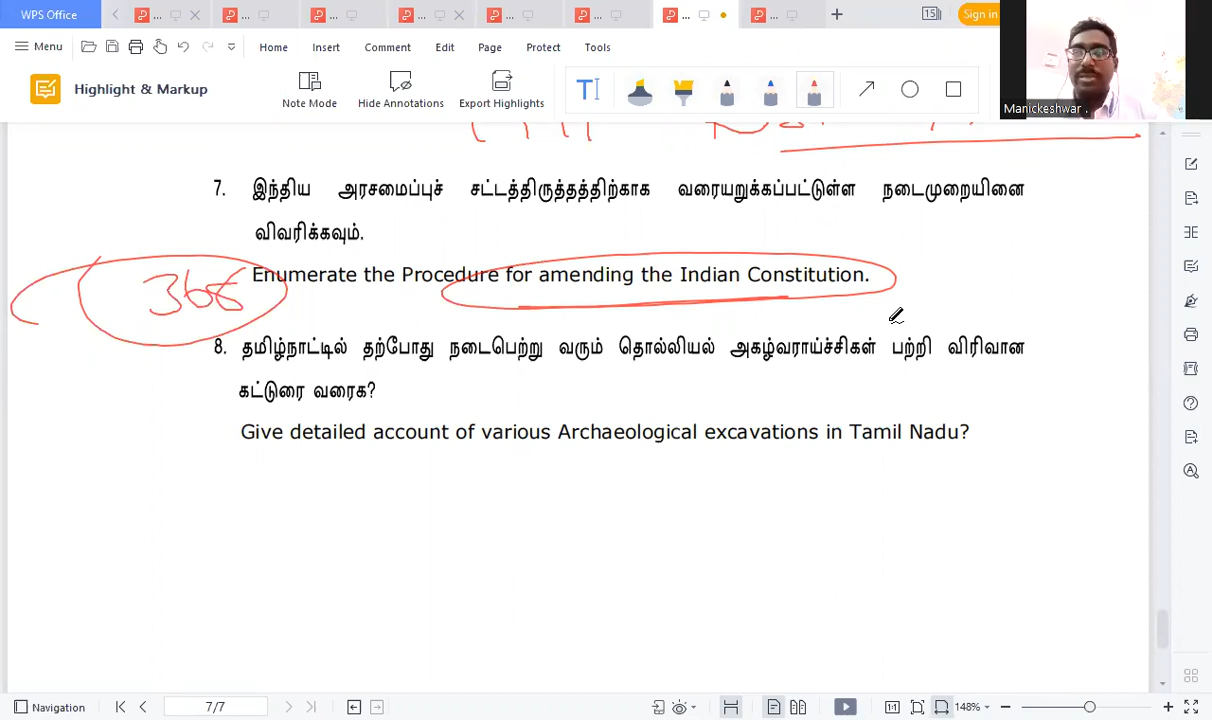 WPS Office
... ... ... ... ... ... ... ...
15
Sign in
Menu
Home Insert Comment Edit Page Protect Tools
Highlight & Markup
Note Mode
Hide Annotations
Export Highlights
T
Manickeshwar .
7. இந்திய அரசமைப்புச் சட்டத்திருத்தத்திற்காக வரையறுக்கப்பட்டுள்ள நடைமுறையினை
விவரிக்கவும்.
Enumerate the Procedure for amending the Indian Constitution.
368
8. தமிழ்நாட்டில் தற்போது நடைபெற்று வரும் தொல்லியல் அகழ்வராய்ச்சிகள் பற்றி விரிவான
கட்டுரை வரைக?
Give detailed account of various Archaeological excavations in Tamil Nadu?
Navigation
7/7
1:1
148%